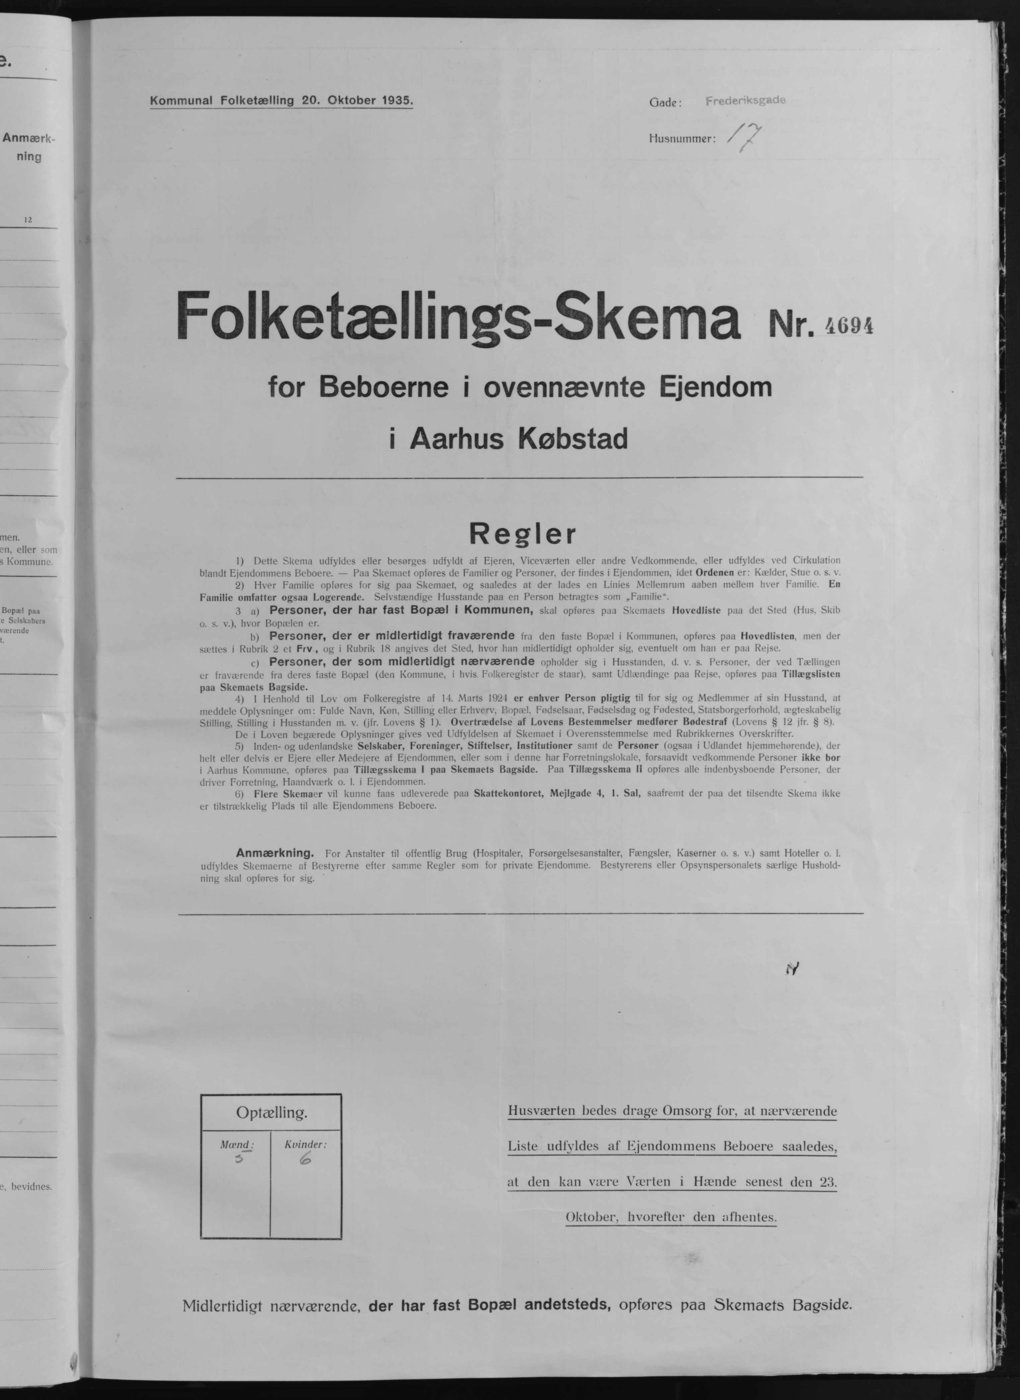 e.
Anmærk-
ning
12
men.
en, eller som
s Kommune.
Bopæl paa
e Selskabers
værende
t.
e, bevidnes.
Kommunal Folketælling 20. Oktober 1935.
Gade: Frederiksgade
Husnummer: 17
Folketællings-Skema Nr. 4694
for Beboerne i ovennævnte Ejendom
i Aarhus Købstad
Regler
1) Dette Skema udfyldes eller besørges udfyldt af Ejeren, Viceværten eller andre Vedkommende, eller udfyldes ved Cirkulation
blandt Ejendommens Beboere. — Paa Skemaet opføres de Familier og Personer, der findes i Ejendommen, idet Ordenen er: Kælder, Stue o. s. v.
2) Hver Familie opføres for sig paa Skemaet, og saaledes at der lades en Linies Mellemrum aaben mellem hver Familie. En
Familie omfatter ogsaa Logerende. Selvstændige Husstande paa en Person betragtes som „Familie“.
3 a) Personer, der har fast Bopæl i Kommunen, skal opføres paa Skemaets Hovedliste paa det Sted (Hus, Skib
o. s. v.), hvor Bopælen er.
b) Personer, der er midlertidigt fraværende fra den faste Bopæl i Kommunen, opføres paa Hovedlisten, men der
sættes i Rubrik 2 et Frv., og i Rubrik 18 angives det Sted, hvor han midlertidigt opholder sig, eventuelt om han er paa Rejse.
c) Personer, der som midlertidigt nærværende opholder sig i Husstanden, d. v. s. Personer, der ved Tællingen
er fraværende fra deres faste Bopæl (den Kommune, i hvis Folkeregister de staar), samt Udlændinge paa Rejse, opføres paa Tillægslisten
paa Skemaets Bagside.
4) I Henhold til Lov om Folkeregistre af 14. Marts 1924 er enhver Person pligtig til for sig og Medlemmer af sin Husstand, at
meddele Oplysninger om: Fulde Navn, Køn, Stilling eller Erhverv, Bopæl, Fødselsaar, Fødselsdag og Fødested, Statsborgerforhold, ægteskabelig
Stilling, Stilling i Husstanden m. v. (jfr. Lovens § 1). Overtrædelse af Lovens Bestemmelser medfører Bødestraf (Lovens § 12 jfr. § 8).
De i Loven begærede Oplysninger gives ved Udfyldelsen af Skemaet i Overensstemmelse med Rubrikkernes Overskrifter.
5) Inden- og udenlandske Selskaber, Foreninger, Stiftelser, Institutioner samt de Personer (ogsaa i Udlandet hjemmehørende), der
helt eller delvis er Ejere eller Medejere af Ejendommen, eller som i denne har Forretningslokale, forsaavidt vedkommende Personer ikke bor
i Aarhus Kommune, opføres paa Tillægsskema I paa Skemaets Bagside. Paa Tillægsskema II opføres alle indenbysboende Personer, der
driver Forretning, Haandværk o. l. i Ejendommen.
6) Flere Skemaer vil kunne faas udleverede paa Skattekontoret, Mejlgade 4, 1. Sal, saafremt der paa det tilsendte Skema ikke
er tilstrækkelig Plads til alle Ejendommens Beboere.
Anmærkning. For Anstalter til offentlig Brug (Hospitaler, Forsørgelsesanstalter, Fængsler, Kaserner o. s. v.) samt Hoteller o. l.
udfyldes Skemaerne af Bestyrerne efter samme Regler som for private Ejendomme. Bestyrerens eller Opsynspersonalets særlige Hushold-
ning skal opføres for sig.
Optælling.
Mænd: Kvinder:
5 6
Husværten bedes drage Omsorg for, at nærværende
Liste udfyldes af Ejendommens Beboere saaledes,
at den kan være Værten i Hænde senest den 23.
Oktober, hvorefter den afhentes.
Midlertidigt nærværende, der har fast Bopæl andetsteds, opføres paa Skemaets Bagside.